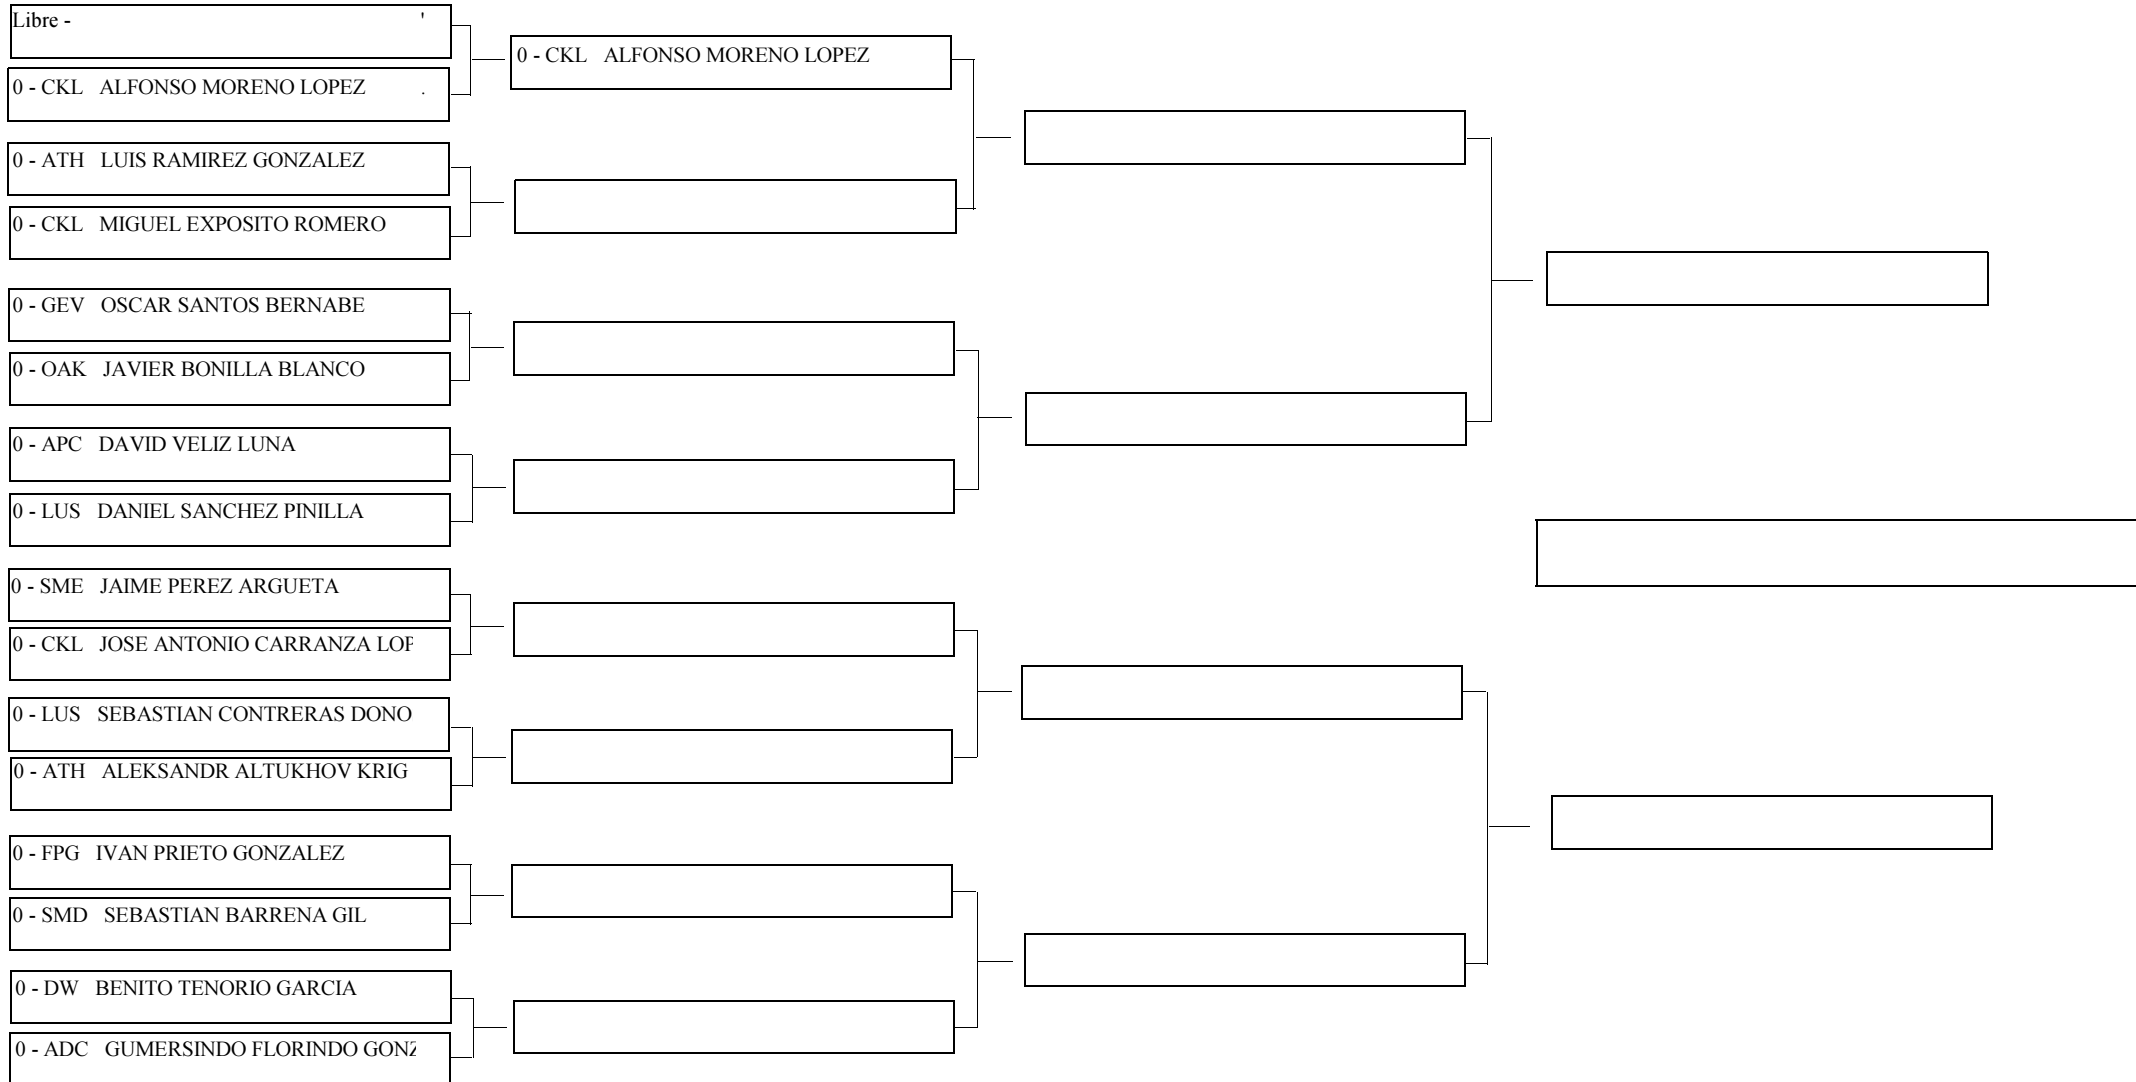 Libre - '
0 - CKL ALFONSO MORENO LOPEZ .
0 - CKL ALFONSO MORENO LOPEZ
0 - ATH LUIS RAMIREZ GONZALEZ
0 - CKL MIGUEL EXPOSITO ROMERO
0 - GEV OSCAR SANTOS BERNABE
0 - OAK JAVIER BONILLA BLANCO
0 - APC DAVID VELIZ LUNA
0 - LUS DANIEL SANCHEZ PINILLA
0 - SME JAIME PEREZ ARGUETA
0 - CKL JOSE ANTONIO CARRANZA LOP
0 - LUS SEBASTIAN CONTRERAS DONO
0 - ATH ALEKSANDR ALTUKHOV KRIG
0 - FPG IVAN PRIETO GONZALEZ
0 - SMD SEBASTIAN BARRENA GIL
0 - DW BENITO TENORIO GARCIA
0 - ADC GUMERSINDO FLORINDO GONZ